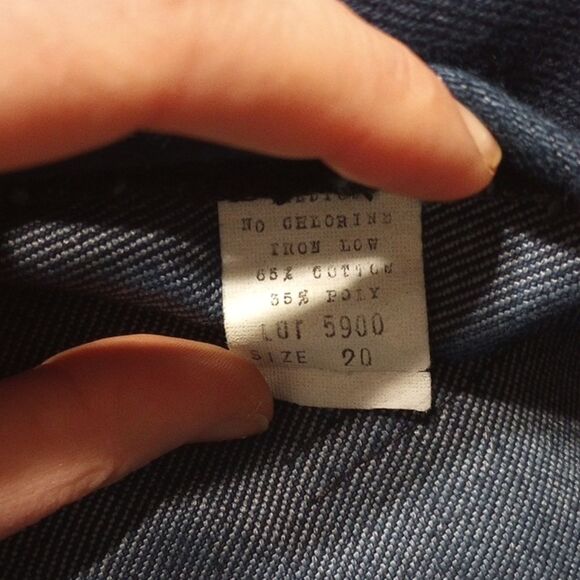 NO CHLORINE
IRON LOW
65% COTTON
35% POLY
LOT 5900
SIZE 20